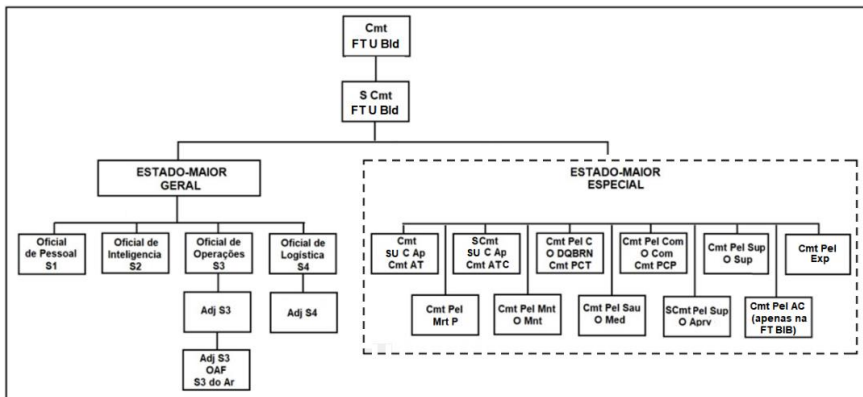 Cmt
FT U Bld
S Cmt
FT U Bld
ESTADO-MAIOR
GERAL
ESTADO-MAIOR
ESPECIAL
Oficial
de Pessoal
S1
Oficial de
Inteligencia
S2
Oficial de
Operações
S3
Oficial de
Logística
S4
Adj S3
Adj S4
Adj S3
OAF
S3 do Ar
Cmt
SU C Ap
Cmt AT
SCmt
SU C Ap
Cmt ATC
Cmt Pel C
O DQBRN
Cmt PCT
Cmt Pel Com
O Com
Cmt PCP
Cmt Pel Sup
O Sup
Cmt Pel
Exp
Cmt Pel
Mrt P
Cmt Pel Mnt
O Mnt
Cmt Pel Sau
O Med
SCmt Pel Sup
O Aprv
Cmt Pel AC
(apenas na
FT BIB)